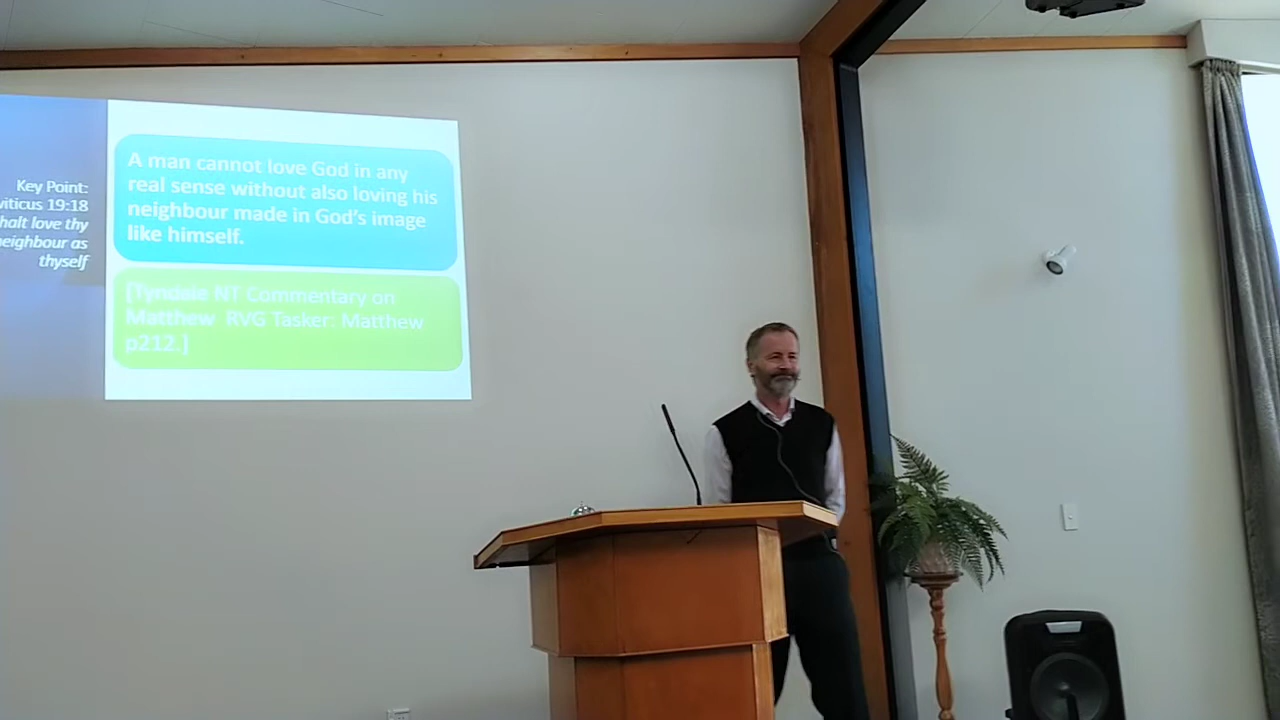 Key Point:
viticus 19:18
halt love thy
neighbour as
thyself
A man cannot love God in any
real sense without also loving his
neighbour made in God's image
like himself.
[Tyndale NT Commentary on
Matthew RVG Tasker: Matthew
p212.]